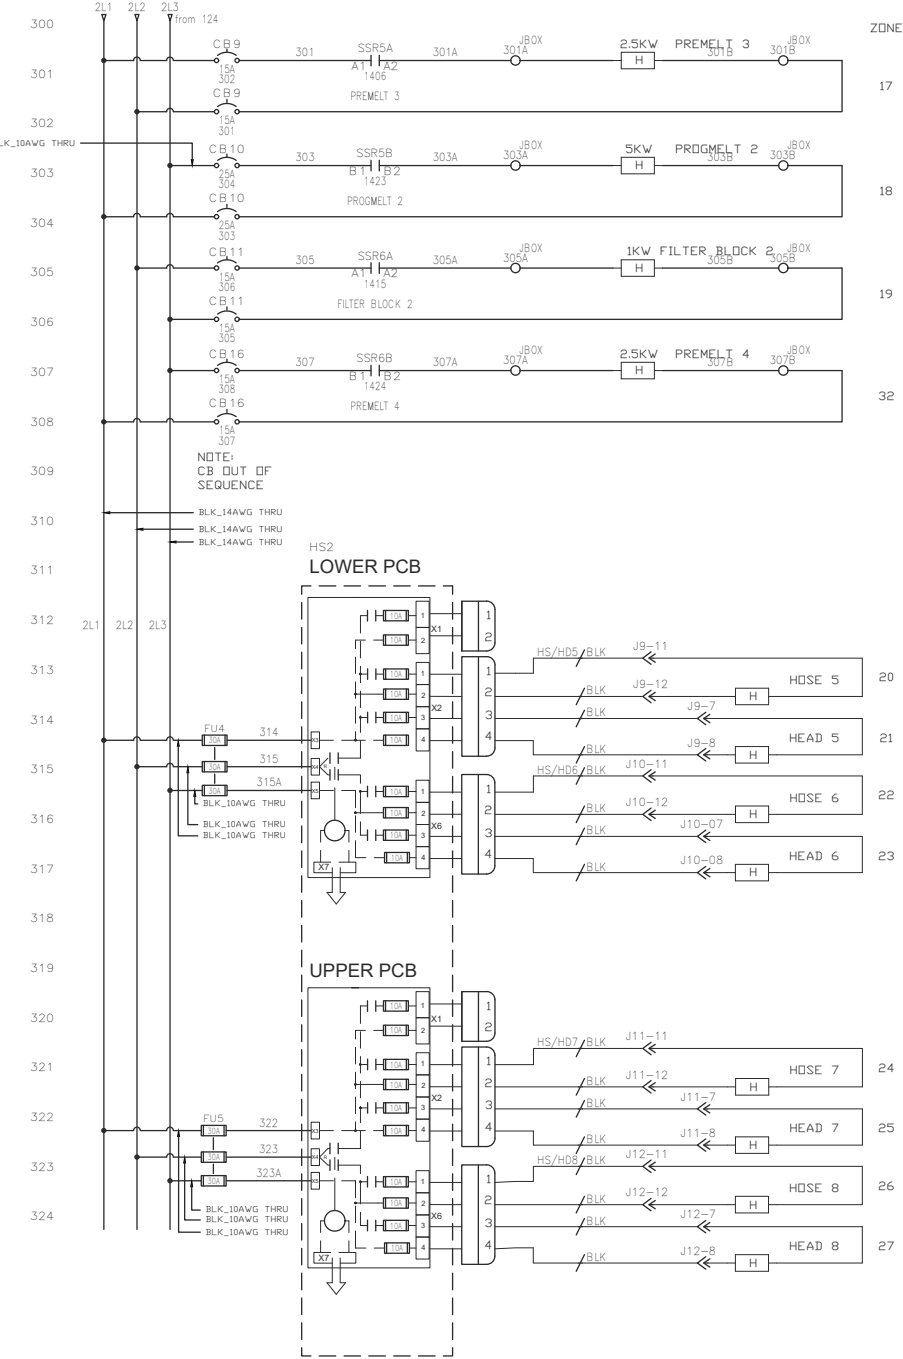 2L1 2L2 2L3
300 from 124 ZONE
CB9 301 SSR5A 301A JBOX 301A 2.5KW PREMELT 3 301B JBOX 301B
301 15A 302 A1 A2 1406 17
CB9 PREMELT 3
302 15A 301
BLK_10AWG THRU
CB10 303 SSR5B 303A JBOX 303A 5KW PROGMELT 2 303B JBOX 303B
H
303 25A 304 B1 B2 1423 18
CB10 PROGMELT 2
304 25A 303
CB11 305 SSR6A 305A JBOX 305A 1KW FILTER BLOCK 2 305B JBOX 305B
H
305 15A 306 A1 A2 1415 19
CB11 FILTER BLOCK 2
306 15A 305
CB16 307 SSR6B 307A JBOX 307A 2.5KW PREMELT 4 307B JBOX 307B
H
307 15A 308 B1 B2 1424 32
CB16 PREMELT 4
308 15A 307
309 NOTE:
CB OUT OF
SEQUENCE
310 BLK_14AWG THRU
BLK_14AWG THRU
BLK_14AWG THRU
311 HS2
LOWER PCB
312 2L1 2L2 2L3 10A 1 X1 1
10A 2 2
313 HS/HD5 BLK J9-11
10A 1 X2 1 HOSE 5 20
10A 2 2 BLK J9-12 H
314 10A 3 3 BLK J9-7
FU4 30A 314 X3 10A 4 4 BLK J9-8 H HEAD 5 21
315 30A 315 X4 R HS/HD6 BLK J10-11
30A 315A X5 10A 1 X6 1 HOSE 6 22
BLK_10AWG THRU
316 10A 2 2 BLK J10-12 H
BLK_10AWG THRU
BLK_10AWG THRU 10A 3 3 BLK J10-07
317 X7 10A 4 4 BLK J10-08 H HEAD 6 23
318
319
UPPER PCB
320 10A 1 X1 1
10A 2 2
321 HS/HD7 BLK J11-11
10A 1 X2 1 HOSE 7 24
10A 2 2 BLK J11-12 H
322 10A 3 3 BLK J11-7
FU5 30A 322 X3 10A 4 4 BLK J11-8 H HEAD 7 25
323 30A 323 X4 R HS/HD8 BLK J12-11
30A 323A X5 10A 1 X6 1 HOSE 8 26
BLK_10AWG THRU
324 10A 2 2 BLK J12-12 H
BLK_10AWG THRU
BLK_10AWG THRU 10A 3 3 BLK J12-7
X7 10A 4 4 BLK J12-8 H HEAD 8 27